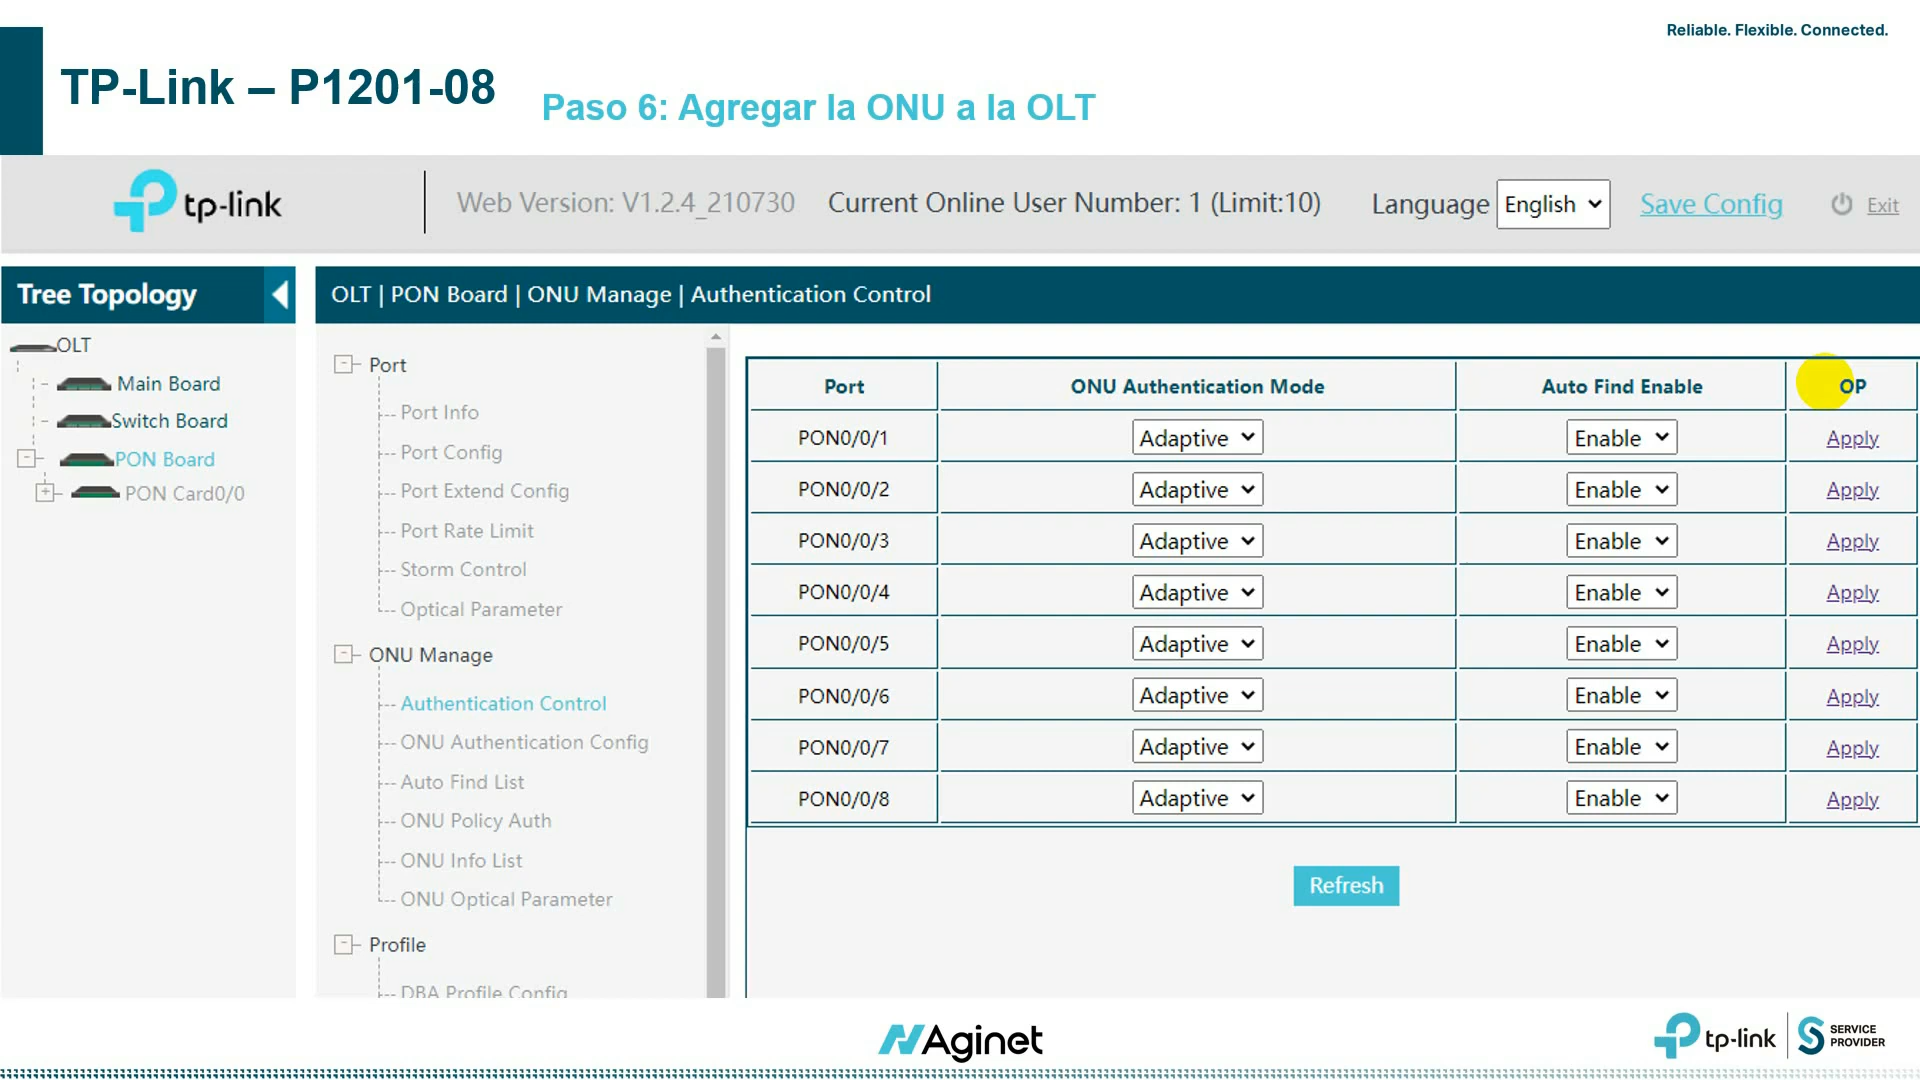 Reliable. Flexible. Connected.
TP-Link – P1201-08
Paso 6: Agregar la ONU a la OLT
tp-link
Web Version: V1.2.4_210730
Current Online User Number: 1 (Limit:10)
Language English
Save Config
Exit
Tree Topology
OLT
Main Board
Switch Board
PON Board
PON Card0/0
OLT | PON Board | ONU Manage | Authentication Control
Port
Port Info
Port Config
Port Extend Config
Port Rate Limit
Storm Control
Optical Parameter
ONU Manage
Authentication Control
ONU Authentication Config
Auto Find List
ONU Policy Auth
ONU Info List
ONU Optical Parameter
Profile
DBA Profile Config
Port ONU Authentication Mode Auto Find Enable OP
PON0/0/1 Adaptive Enable Apply
PON0/0/2 Adaptive Enable Apply
PON0/0/3 Adaptive Enable Apply
PON0/0/4 Adaptive Enable Apply
PON0/0/5 Adaptive Enable Apply
PON0/0/6 Adaptive Enable Apply
PON0/0/7 Adaptive Enable Apply
PON0/0/8 Adaptive Enable Apply
Refresh
Aginet
tp-link
SERVICE
PROVIDER